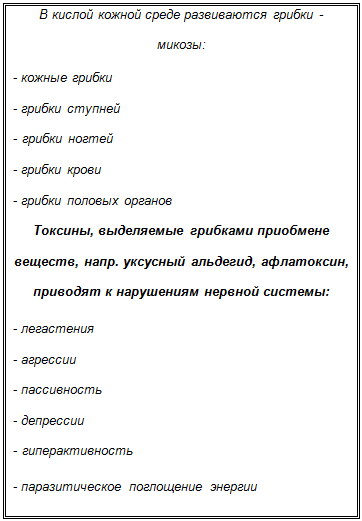 В кислой кожной среде развиваются грибки -
микозы:
- кожные грибки
- грибки ступней
- грибки ногтей
- грибки крови
- грибки половых органов
Токсины, выделяемые грибками приобмене
веществ, напр. уксусный альдегид, афлатоксин,
приводят к нарушениям нервной системы:
- легастения
- агрессии
- пассивность
- депрессии
- гиперактивность
- паразитическое поглощение энергии